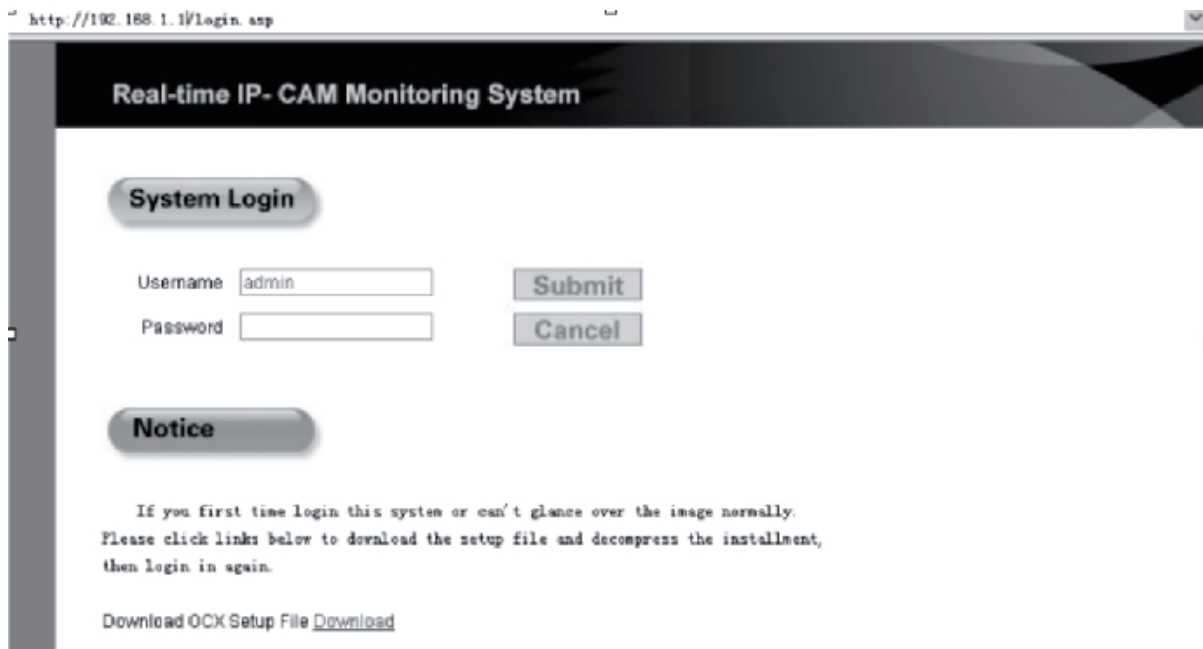 http://192.168.1.1/login.asp
Real-time IP- CAM Monitoring System
System Login
Username admin Submit
Password Cancel
Notice
If you first time login this system or can't glance over the image normally.
Please click links below to download the setup file and decompress the installment,
then login in again.
Download OCX Setup File Download